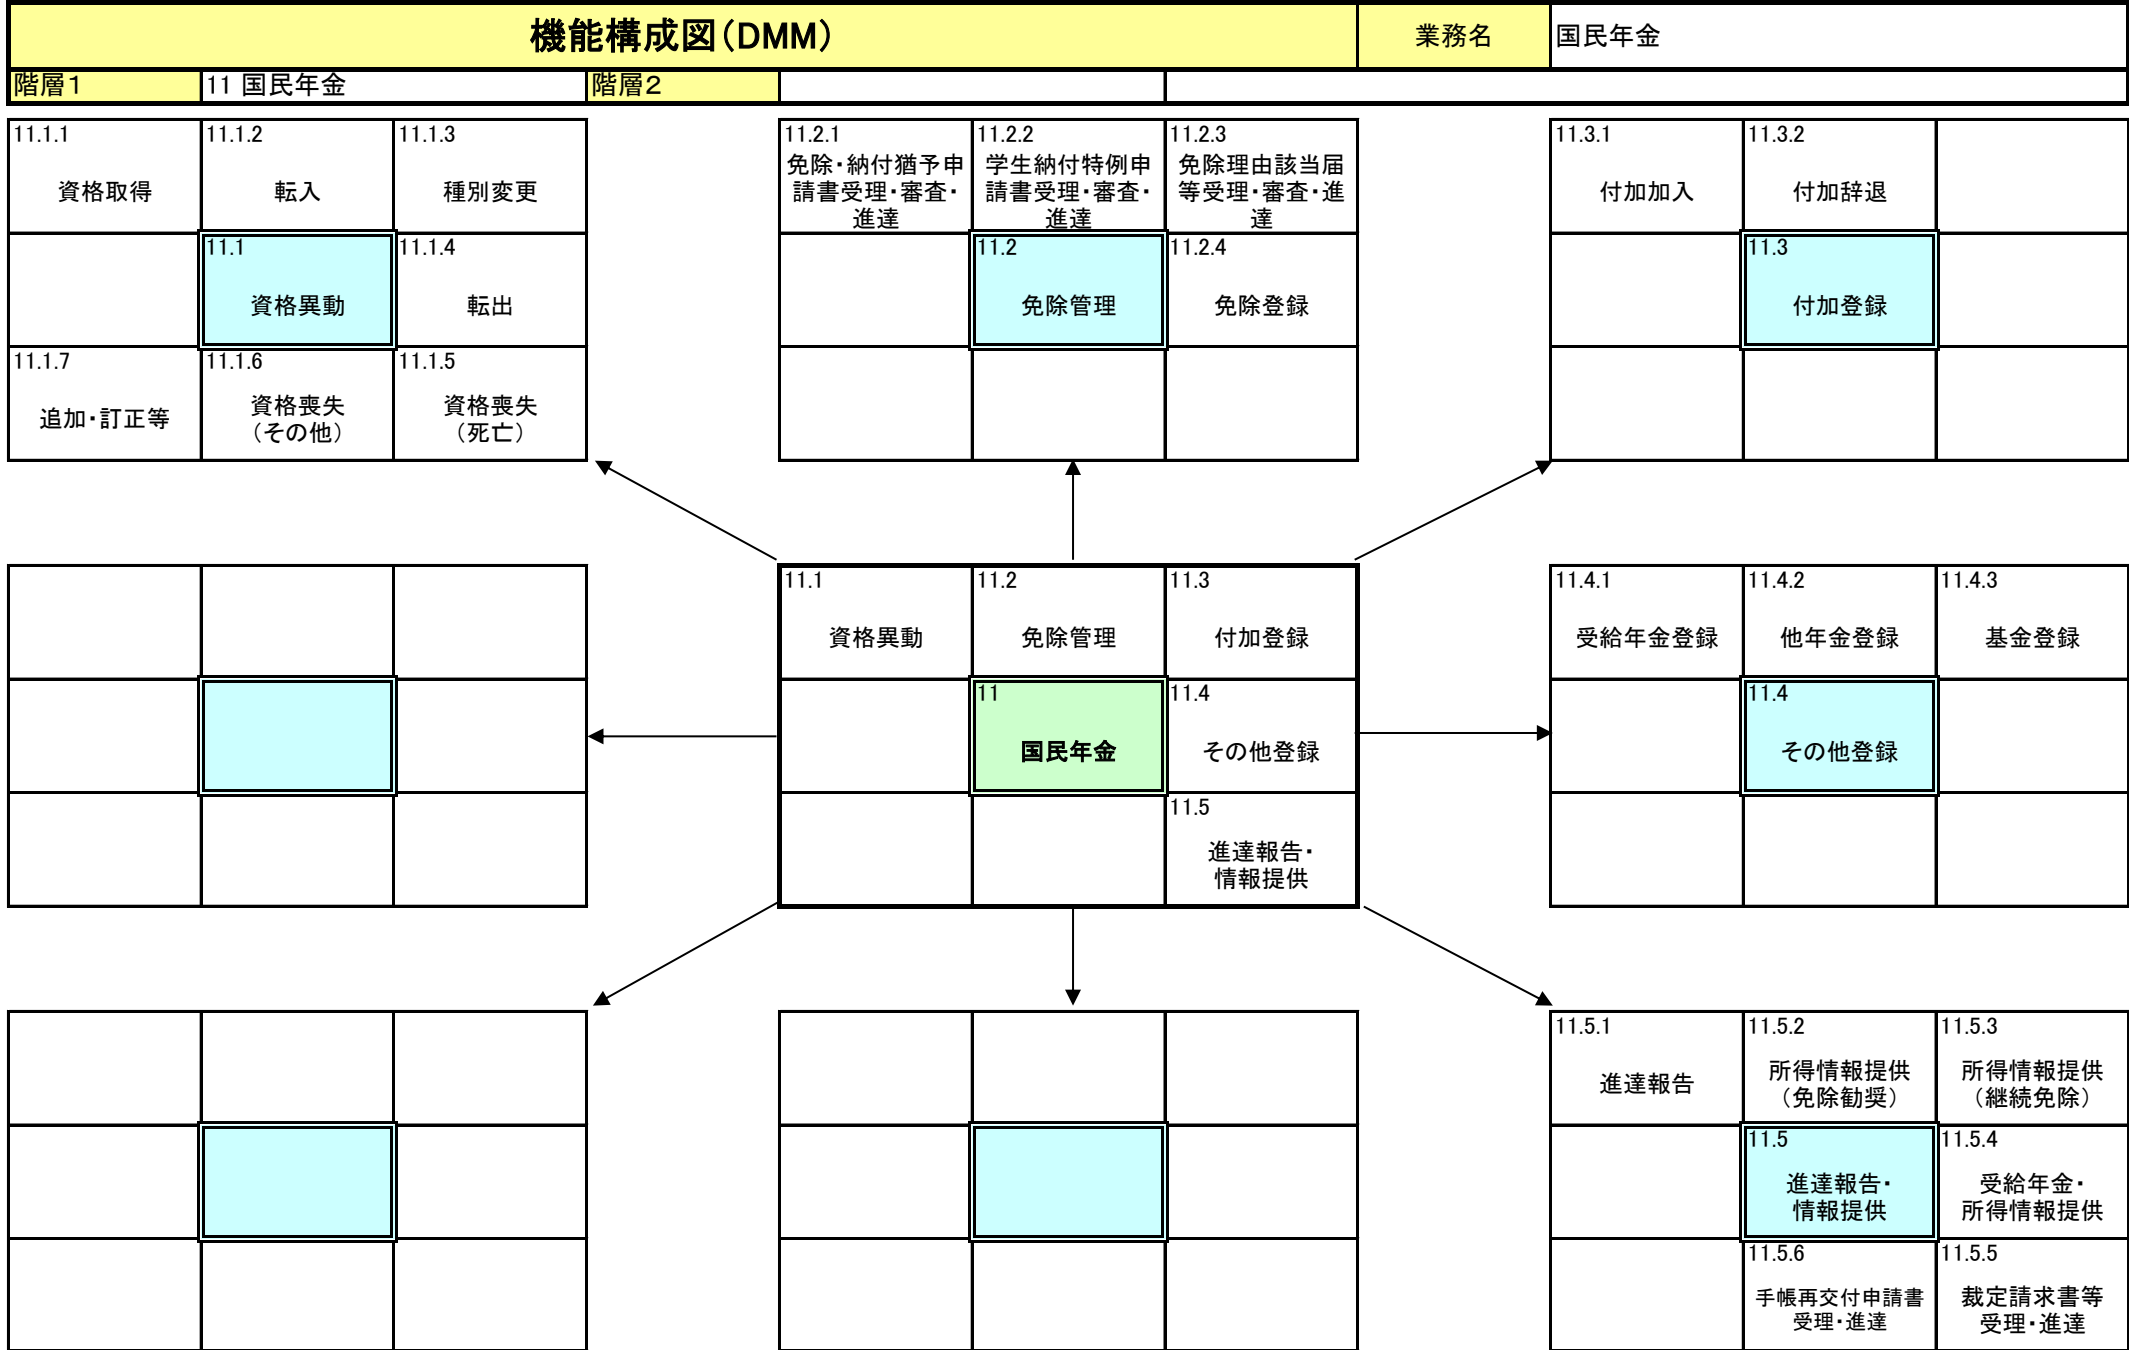 機能構成図（DMM）
業務名
国民年金
階層１
11 国民年金
階層２
11.1.1
資格取得
11.1.2
転入
11.1.3
種別変更
11.1
資格異動
11.1.4
転出
11.1.7
追加・訂正等
11.1.6
資格喪失
（その他）
11.1.5
資格喪失
（死亡）
11.2.1
免除・納付猶予申
請書受理・審査・
進達
11.2.2
学生納付特例申
請書受理・審査・
進達
11.2.3
免除理由該当届
等受理・審査・進
達
11.2
免除管理
11.2.4
免除登録
11.3.1
付加加入
11.3.2
付加辞退
11.3
付加登録
11.1
資格異動
11.2
免除管理
11.3
付加登録
11
国民年金
11.4
その他登録
11.5
進達報告・
情報提供
11.4.1
受給年金登録
11.4.2
他年金登録
11.4.3
基金登録
11.4
その他登録
11.5.1
進達報告
11.5.2
所得情報提供
（免除勧奨）
11.5.3
所得情報提供
（継続免除）
11.5
進達報告・
情報提供
11.5.4
受給年金・
所得情報提供
11.5.6
手帳再交付申請書
受理・進達
11.5.5
裁定請求書等
受理・進達